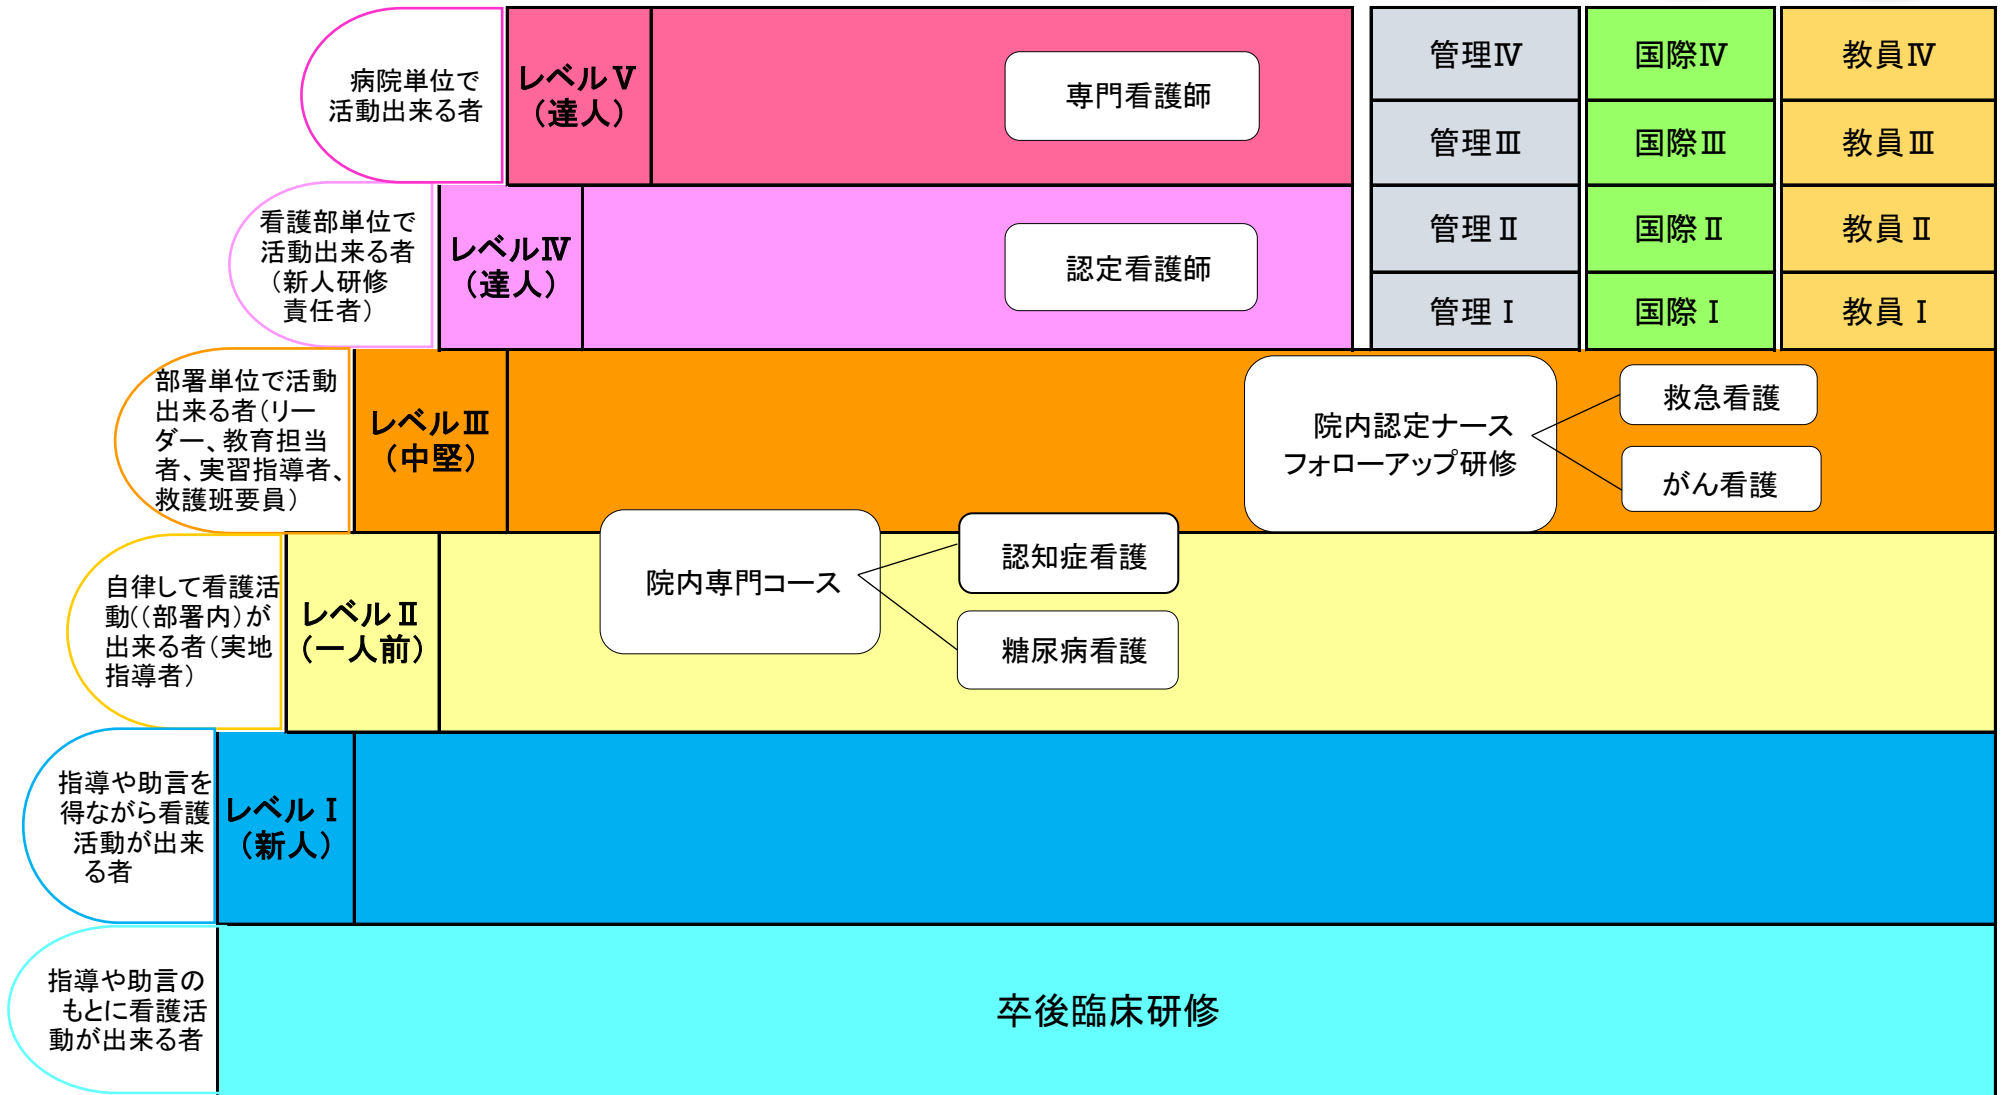 病院単位で
活動出来る者
レベルⅤ
（達人）
専門看護師
管理Ⅳ
国際Ⅳ
教員Ⅳ
管理Ⅲ
国際Ⅲ
教員Ⅲ
看護部単位で
活動出来る者
（新人研修
責任者）
レベルⅣ
（達人）
認定看護師
管理Ⅱ
国際Ⅱ
教員Ⅱ
管理Ⅰ
国際Ⅰ
教員Ⅰ
部署単位で活動
出来る者（リー
ダー、教育担当
者、実習指導者、
救護班要員）
レベルⅢ
（中堅）
院内認定ナース
フォローアップ研修
救急看護
がん看護
自律して看護活
動((部署内)が
出来る者（実地
指導者）
レベルⅡ
（一人前）
院内専門コース
認知症看護
糖尿病看護
指導や助言を
得ながら看護
活動が出来
る者
レベルⅠ
（新人）
指導や助言の
もとに看護活
動が出来る者
卒後臨床研修